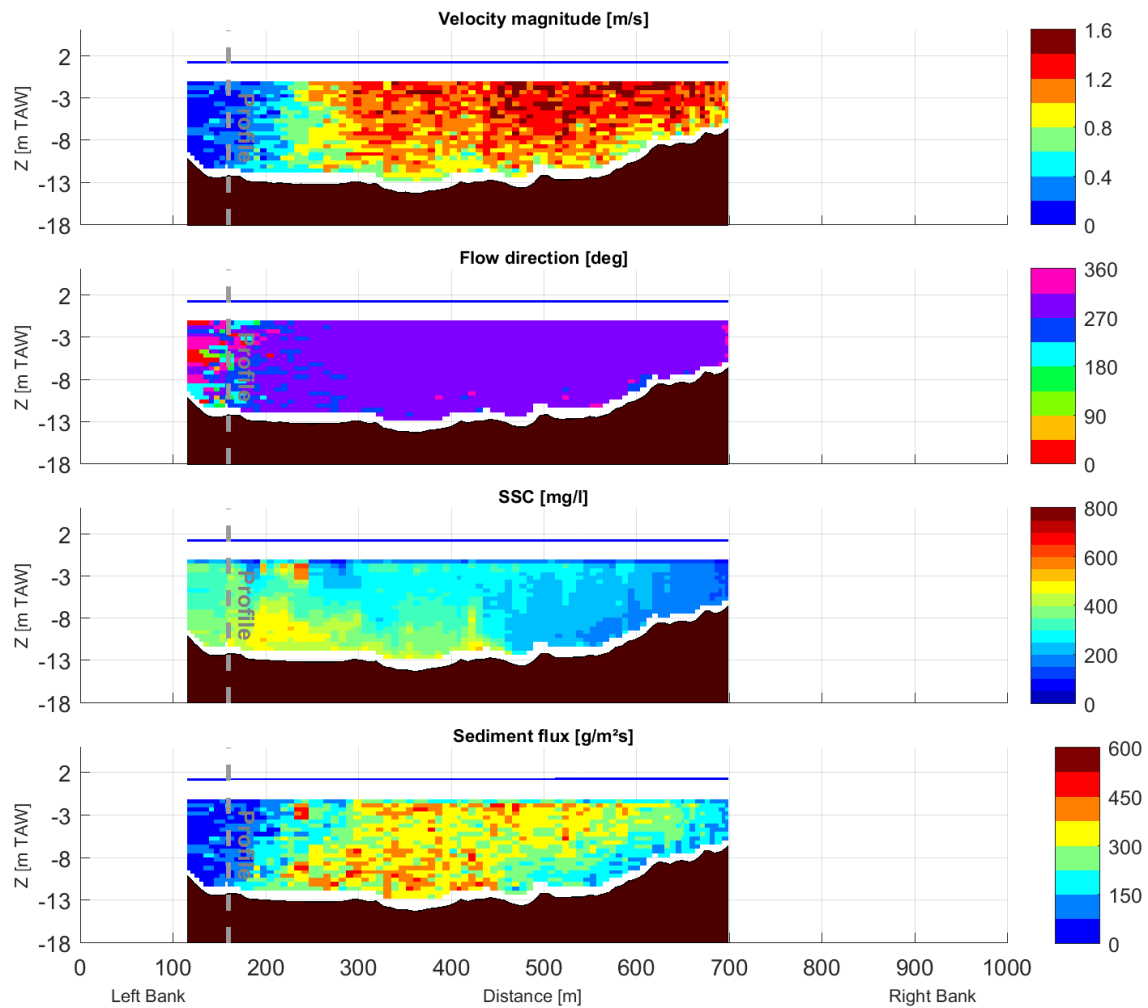 Velocity magnitude [m/s]
Z [m TAW]
2
-3
-8
-13
-18
Profile
1.6
1.2
0.8
0.4
0
Flow direction [deg]
Z [m TAW]
2
-3
-8
-13
-18
Profile
360
270
180
90
0
SSC [mg/l]
Z [m TAW]
2
-3
-8
-13
-18
Profile
800
600
400
200
0
Sediment flux [g/m²s]
Z [m TAW]
2
-3
-8
-13
-18
Profile
600
450
300
150
0
0 100 200 300 400 500 600 700 800 900 1000
Left Bank Distance [m] Right Bank